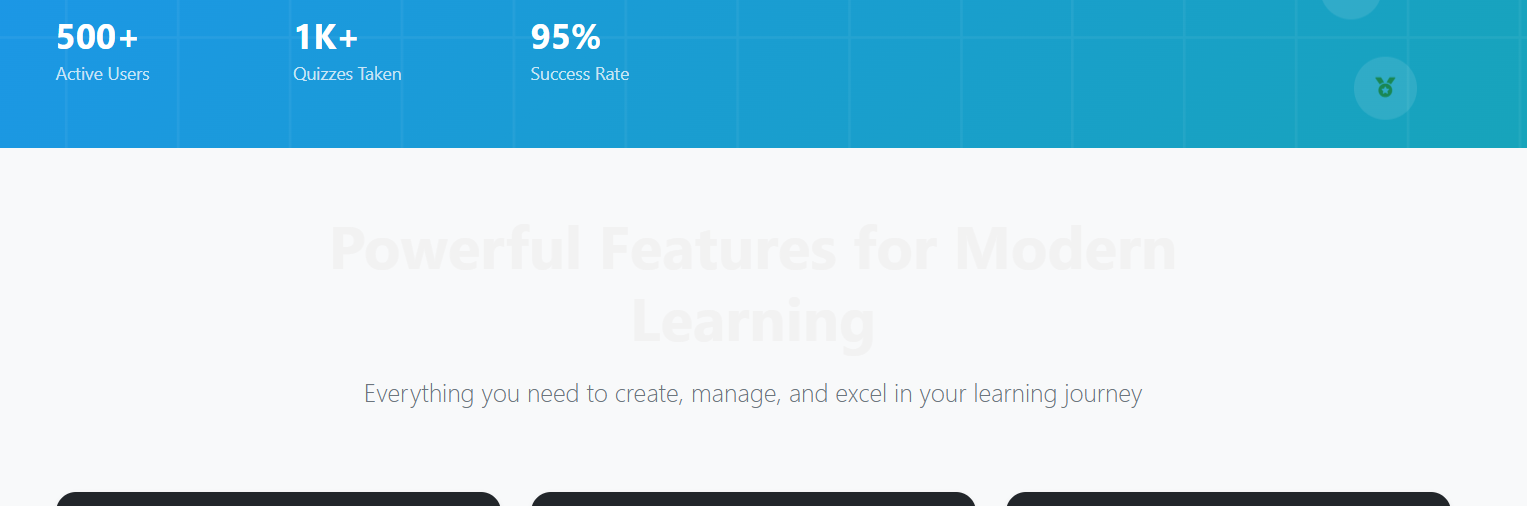 500+
1K+
95%
Active Users
Quizzes Taken
Success Rate
Powerful Features for Modern
Learning
Everything you need to create, manage, and excel in your learning journey